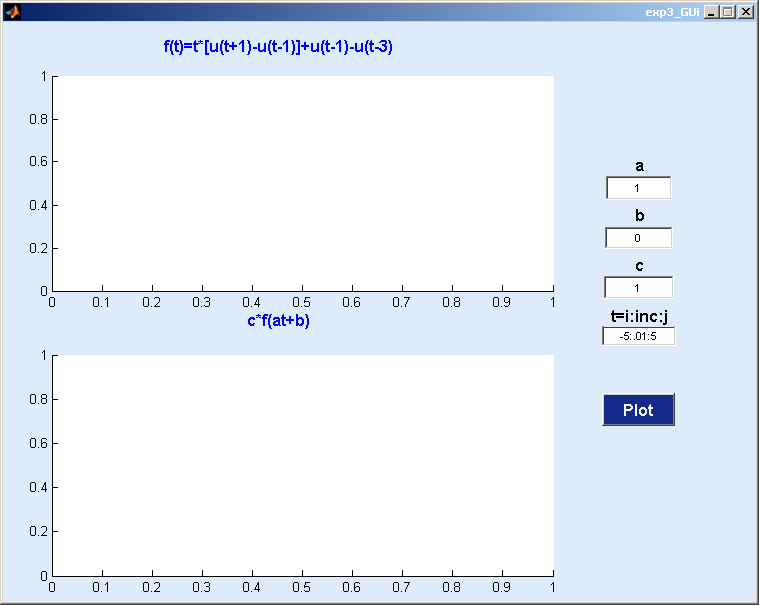 exp3_GUi
f(t)=t*[u(t+1)-u(t-1)]+u(t-1)-u(t-3)
1
0.8
0.6
0.4
0.2
0
0 0.1 0.2 0.3 0.4 0.5 0.6 0.7 0.8 0.9 1
c*f(at+b)
1
0.8
0.6
0.4
0.2
0
0 0.1 0.2 0.3 0.4 0.5 0.6 0.7 0.8 0.9 1
a
1
b
0
c
1
t=i:inc:j
-5:.01:5
Plot